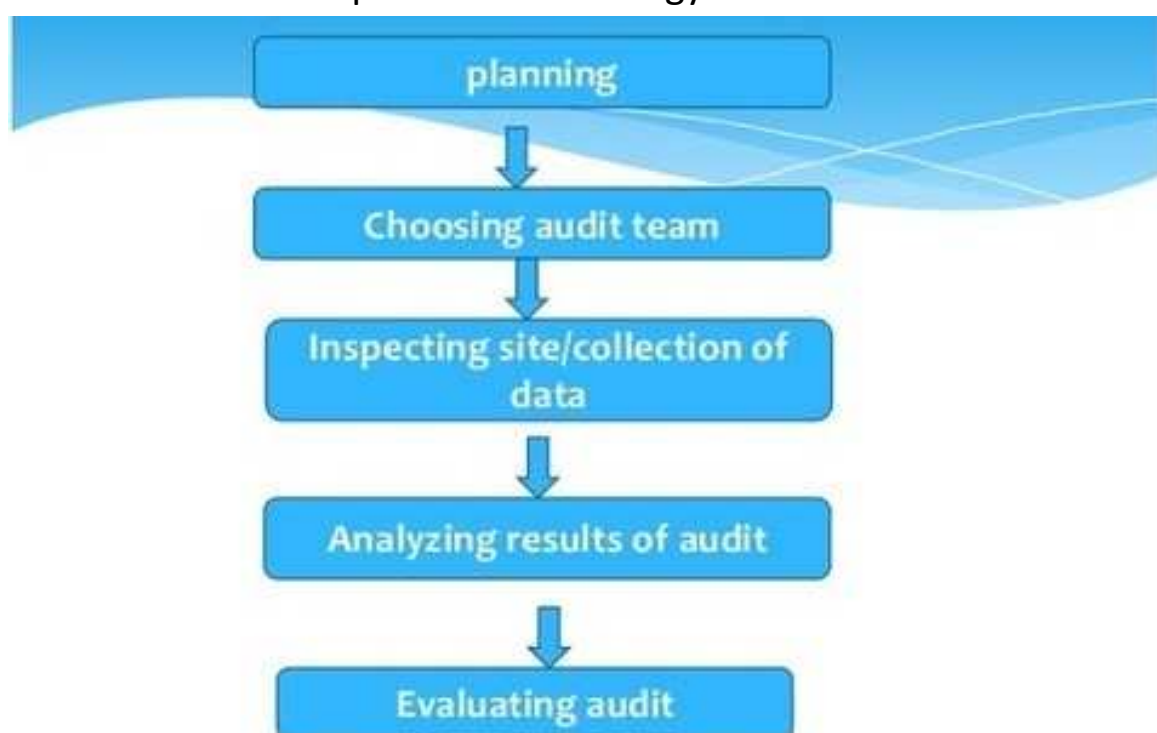 planning
Choosing audit team
Inspecting site/collection of
data
Analyzing results of audit
Evaluating audit